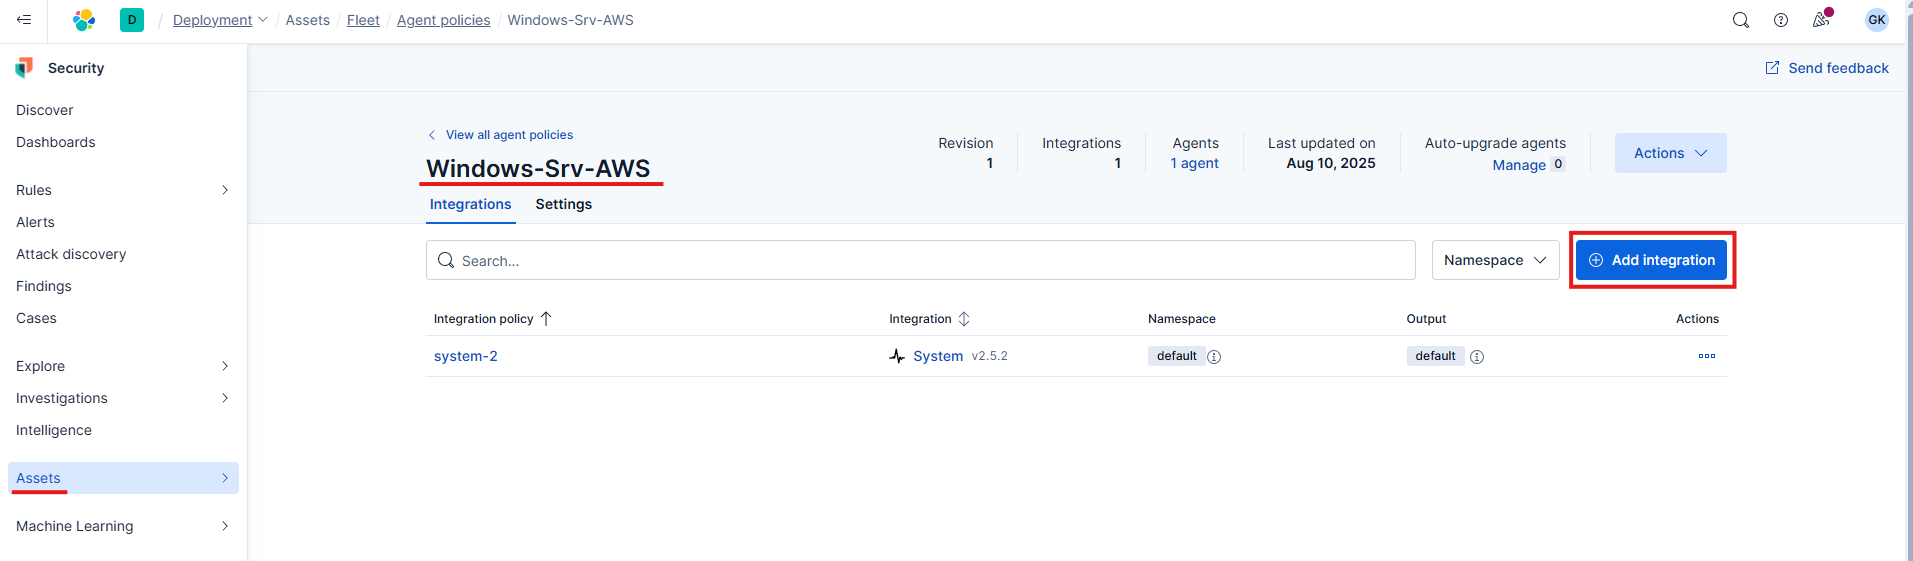 D / Deployment / Assets / Fleet / Agent policies / Windows-Srv-AWS
GK
Security
Send feedback
Discover
Dashboards
Rules
Alerts
Attack discovery
Findings
Cases
Explore
Investigations
Intelligence
Assets
Machine Learning
View all agent policies
Windows-Srv-AWS
Revision
1
Integrations
1
Agents
1 agent
Last updated on
Aug 10, 2025
Auto-upgrade agents
Manage 0
Actions
Integrations Settings
Search...
Namespace
Add integration
Integration policy Integration Namespace Output Actions
system-2 System v2.5.2 default default